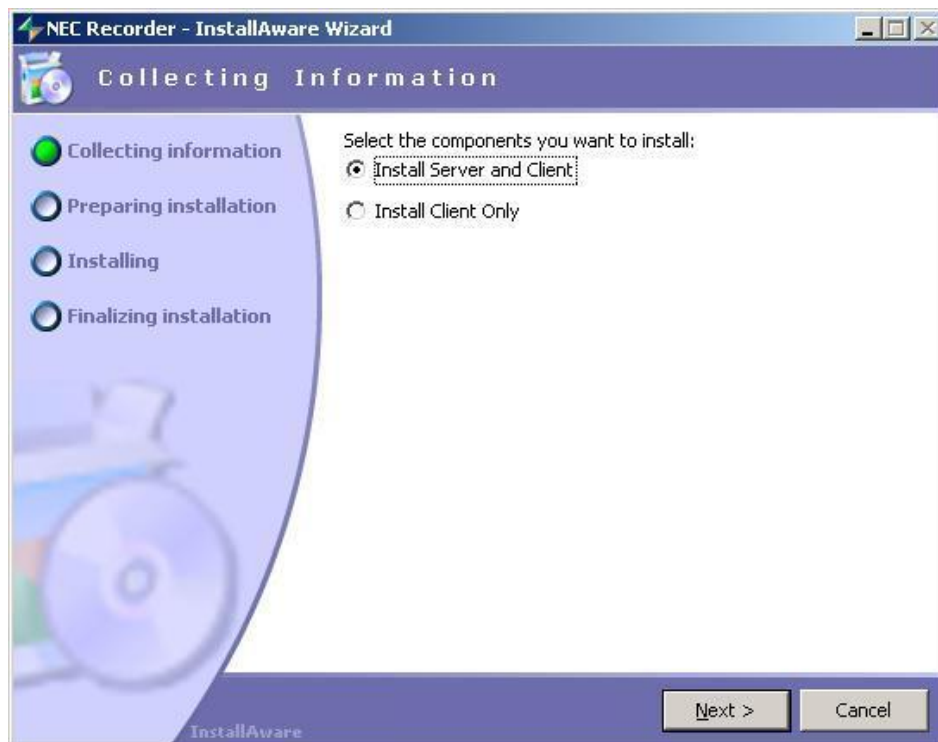 NEC Recorder - InstallAware Wizard
Collecting Information
Collecting information
Preparing installation
Installing
Finalizing installation
Select the components you want to install:
Install Server and Client
Install Client Only
InstallAware
Next >
Cancel